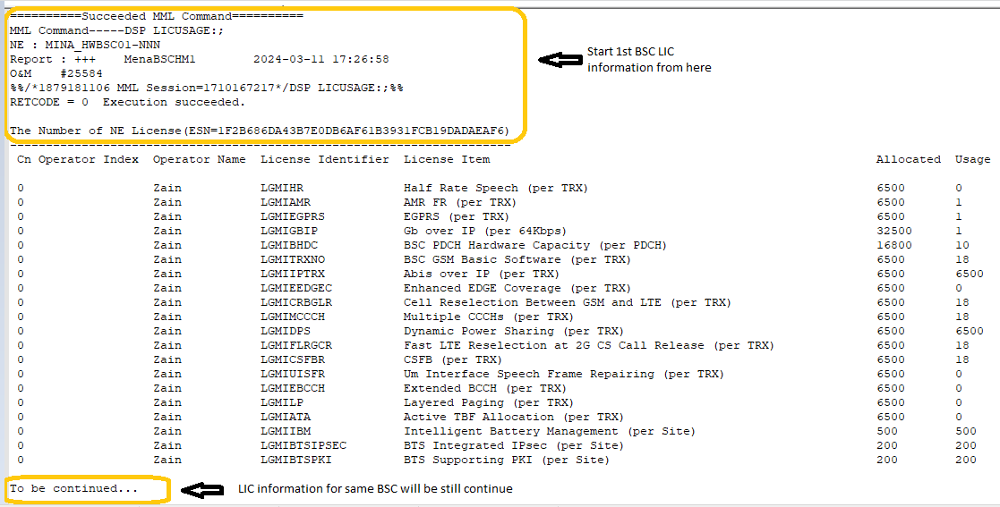 ==========Succeeded MML Command==========
MML Command-----DSP LICUSAGE:;
NE : MINA_HWBSC01-NNN
Report : +++    MenaBSCHM1        2024-03-11 17:26:58
O&M    #25584
%%/*1879181106 MML Session=1710167217*/DSP LICUSAGE:;%%
RETCODE = 0  Execution succeeded.
Start 1st BSC LIC
information from here
The Number of NE License(ESN=1F2B686DA43B7E0DB6AF61B3931FCB19DADAEAF6)
----------------------------------------------------------------------
Cn Operator Index  Operator Name  License Identifier  License Item  Allocated  Usage
0  Zain  LGMIHR  Half Rate Speech (per TRX)  6500  0
0  Zain  LGMIAMR  AMR FR (per TRX)  6500  1
0  Zain  LGMIEGPRS  EGPRS (per TRX)  6500  1
0  Zain  LGMIGBIP  Gb over IP (per 64Kbps)  32500  1
0  Zain  LGMIBHDC  BSC PDCH Hardware Capacity (per PDCH)  16800  10
0  Zain  LGMITRXNO  BSC GSM Basic Software (per TRX)  6500  18
0  Zain  LGMIIPTRX  Abis over IP (per TRX)  6500  6500
0  Zain  LGMIEEDGEC  Enhanced EDGE Coverage (per TRX)  6500  0
0  Zain  LGMICRBGLR  Cell Reselection Between GSM and LTE (per TRX)  6500  18
0  Zain  LGMIMCCCH  Multiple CCCHs (per TRX)  6500  18
0  Zain  LGMIDPS  Dynamic Power Sharing (per TRX)  6500  6500
0  Zain  LGMIFLRGCR  Fast LTE Reselection at 2G CS Call Release (per TRX)  6500  18
0  Zain  LGMICSFBR  CSFB (per TRX)  6500  18
0  Zain  LGMIUISFR  Um Interface Speech Frame Repairing (per TRX)  6500  0
0  Zain  LGMIEBCCH  Extended BCCH (per TRX)  6500  0
0  Zain  LGMILP  Layered Paging (per TRX)  6500  0
0  Zain  LGMIATA  Active TBF Allocation (per TRX)  6500  0
0  Zain  LGMIIBM  Intelligent Battery Management (per Site)  500  500
0  Zain  LGMIBTSIPSEC  BTS Integrated IPsec (per Site)  200  200
0  Zain  LGMIBTSPKI  BTS Supporting PKI (per Site)  200  200
To be continued...
LIC information for same BSC will be still continue